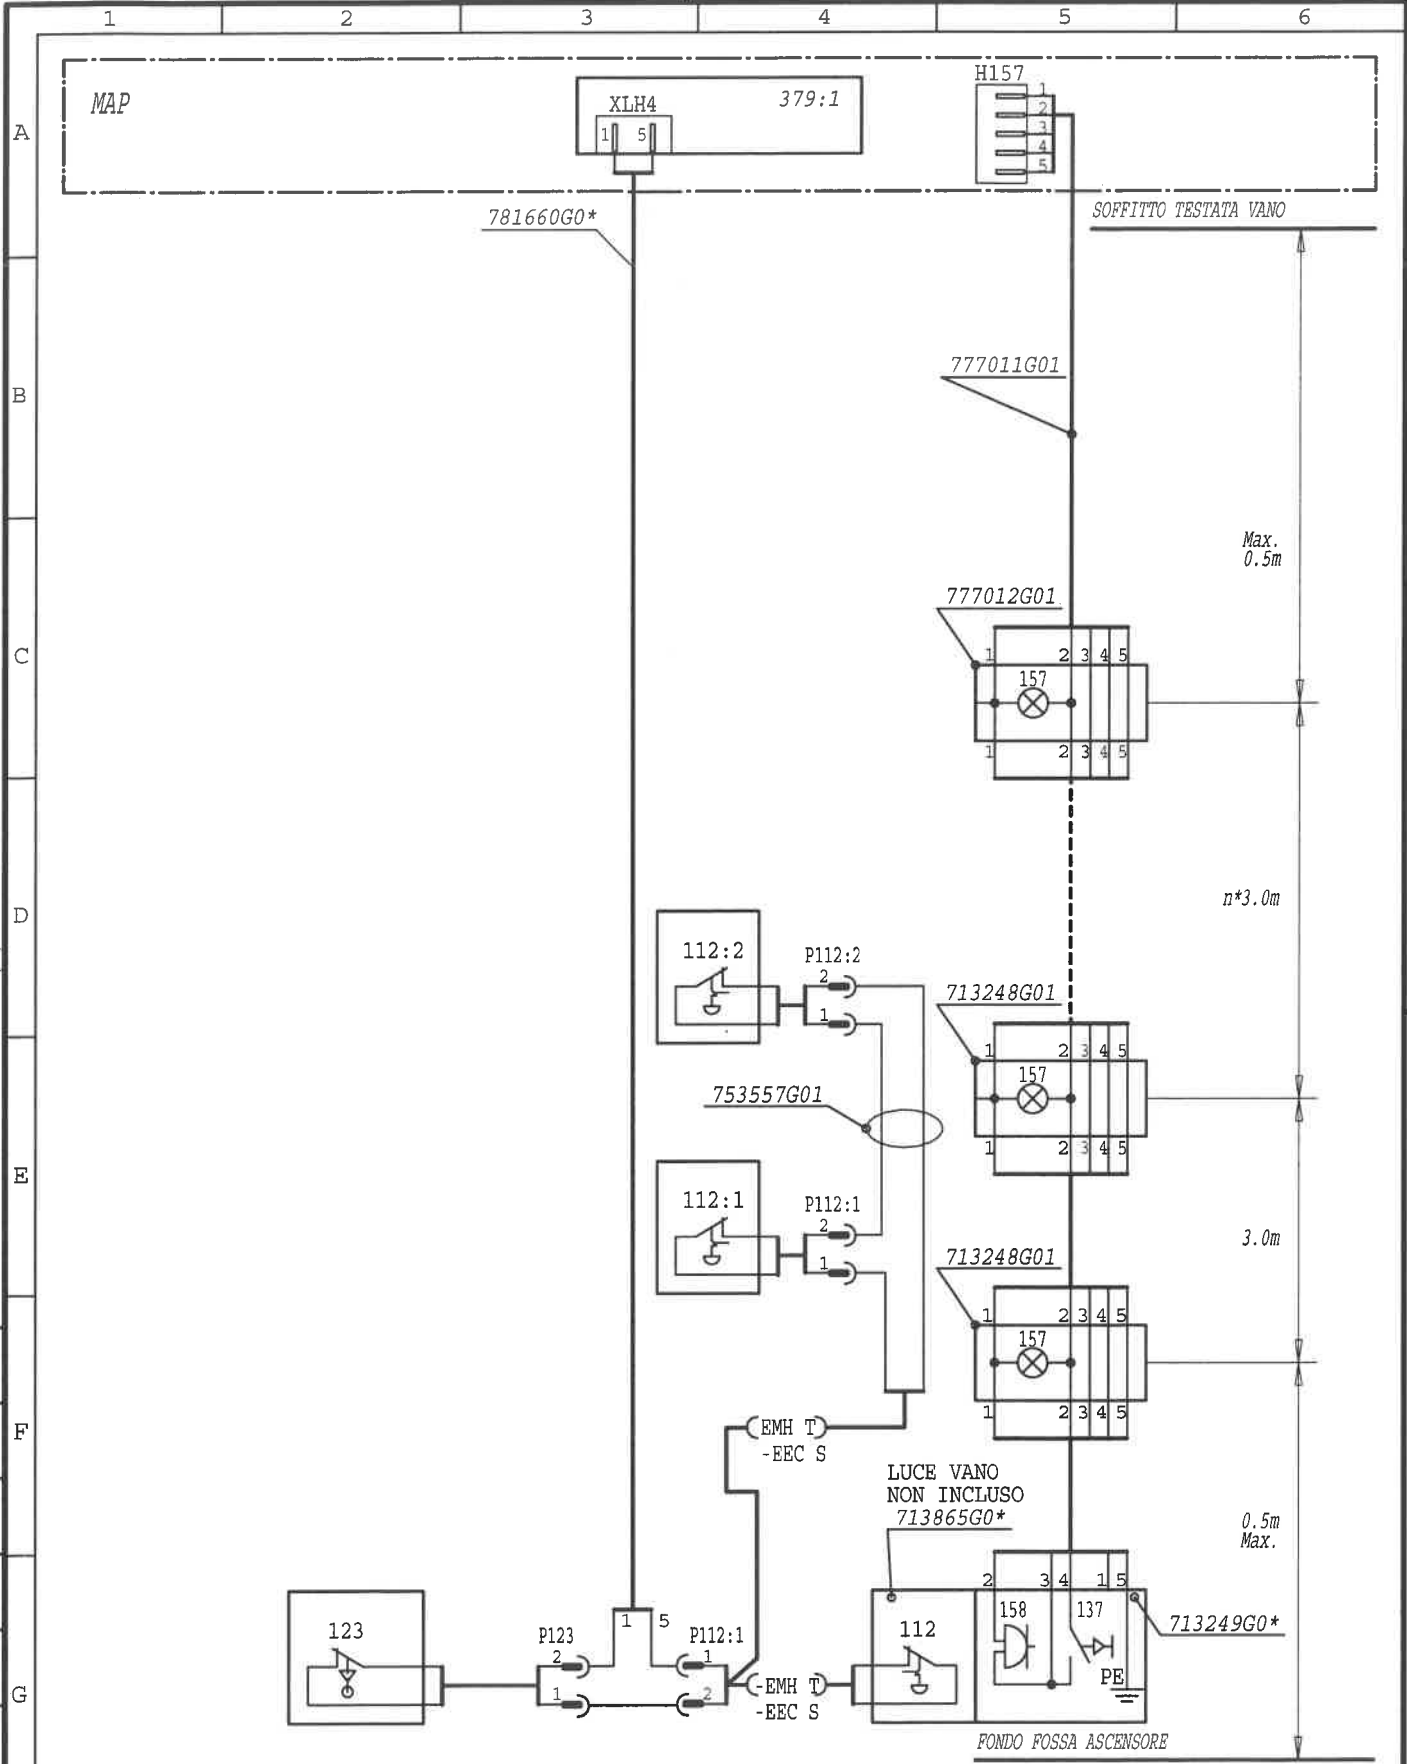 1 2 3 4 5 6
A
MAP
XLH4
379:1
1 5
H157
1
2
3
4
5
781660G0*
SOFFITTO TESTATA VANO
B
777011G01
Max.
0.5m
C
777012G01
1 2 3 4 5
157
1 2 3 4 5
D
n*3.0m
112:2
P112:2
2
1
713248G01
1 2 3 4 5
157
1 2 3 4 5
753557G01
E
112:1
P112:1
2
1
3.0m
713248G01
1 2 3 4 5
157
1 2 3 4 5
F
EMH T
-EEC S
LUCE VANO
NON INCLUSO
713865G0*
0.5m
Max.
G
2 3 4 1 5
123
P123
2
1
1 5
P112:1
1
2
-EMH T
-EEC S
112
158
137
PE
713249G0*
FONDO FOSSA ASCENSORE